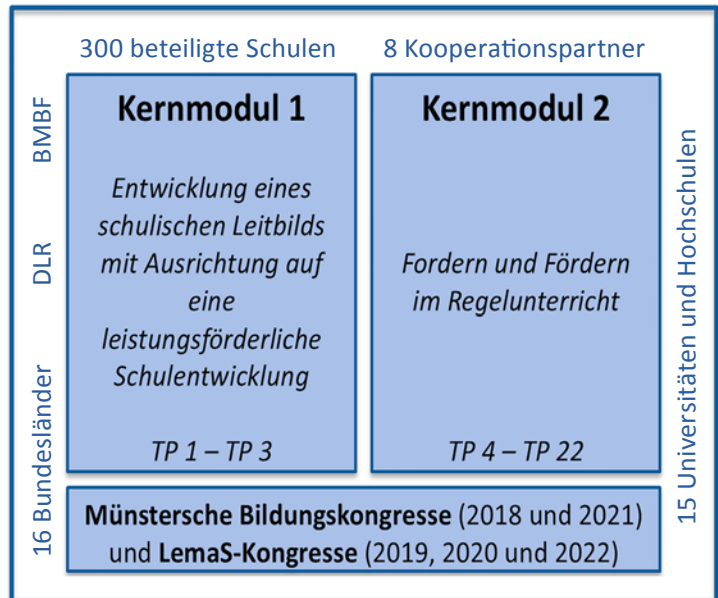 300 beteiligte Schulen
8 Kooperationspartner
BMBF
DLR
16 Bundesländer
Kernmodul 1
Entwicklung eines
schulischen Leitbilds
mit Ausrichtung auf
eine
leistungsförderliche
Schulentwicklung
TP 1 – TP 3
Kernmodul 2
Fordern und Fördern
im Regelunterricht
TP 4 – TP 22
15 Universitäten und Hochschulen
Münstersche Bildungskongresse (2018 und 2021)
und LemaS-Kongresse (2019, 2020 und 2022)